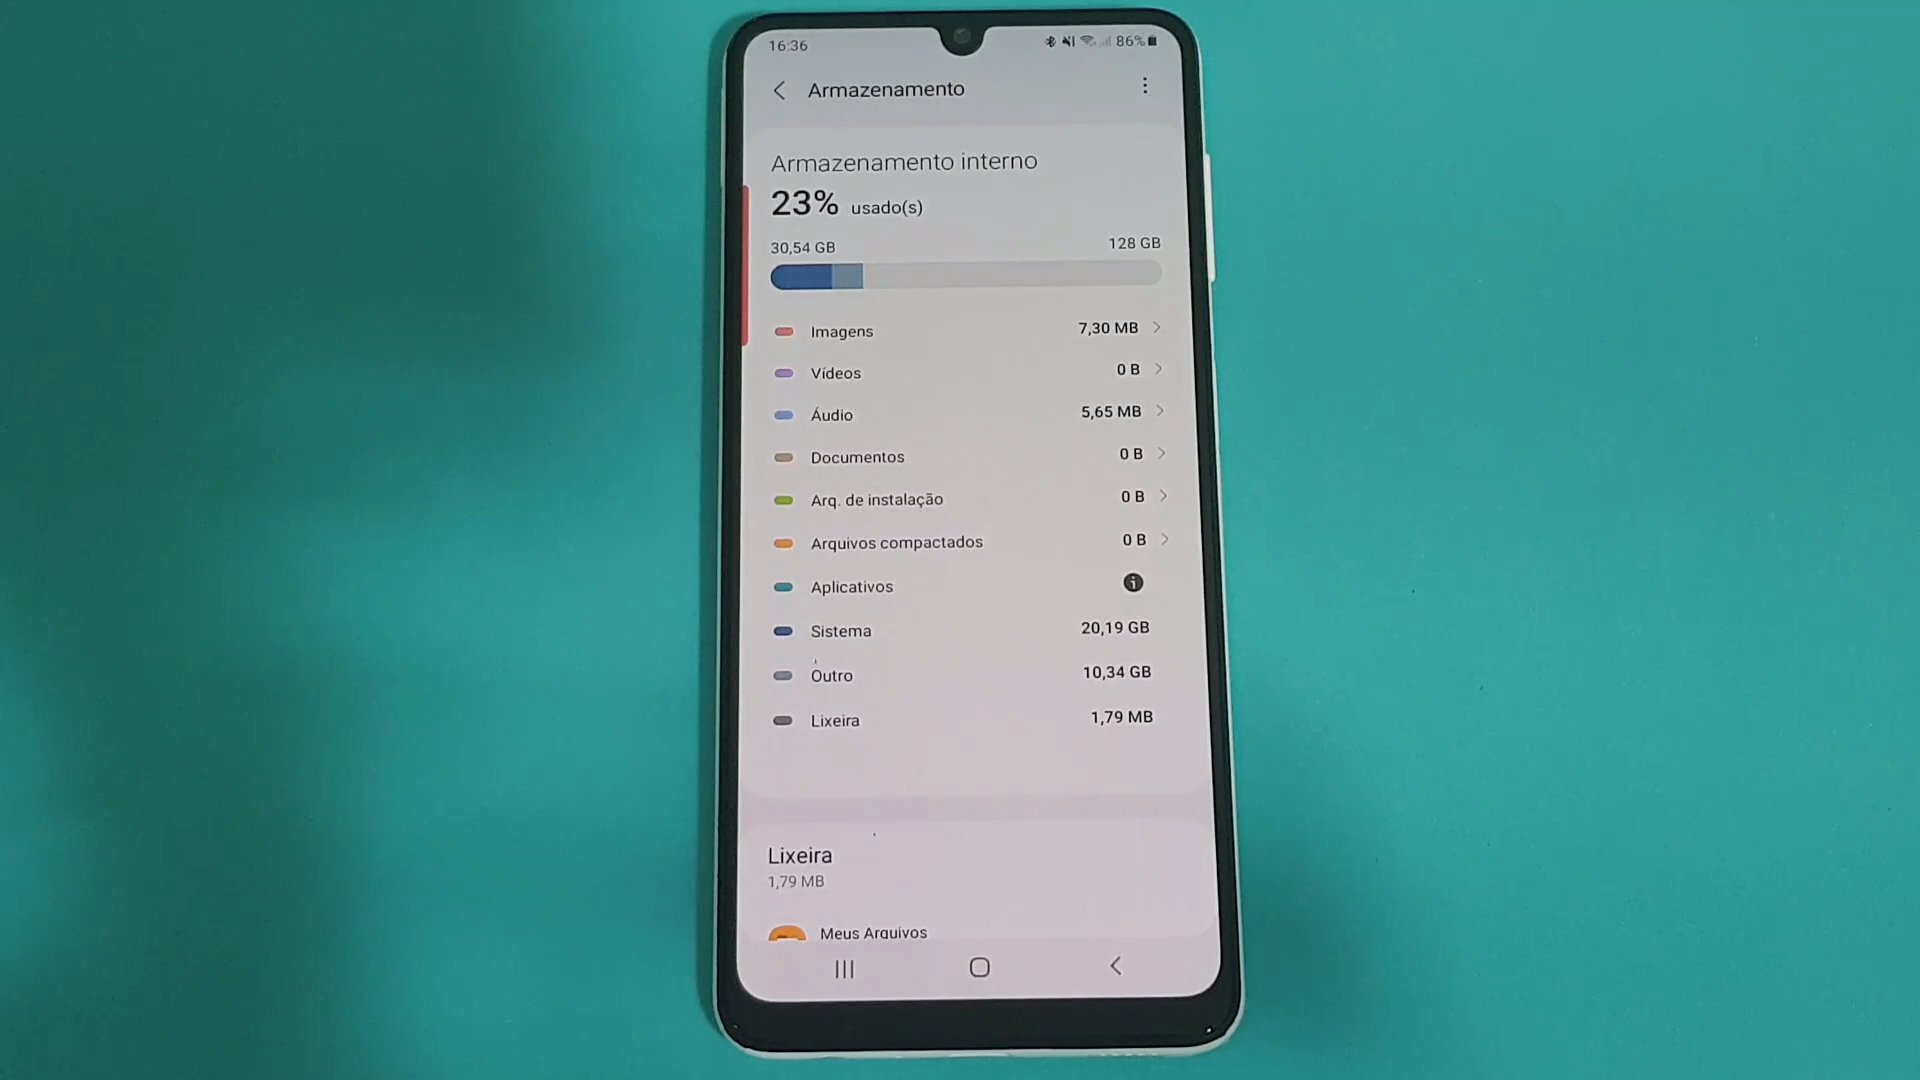 16:36 86%
Armazenamento
Armazenamento interno
23% usado(s)
30,54 GB 128 GB
Imagens 7,30 MB
Vídeos 0 B
Áudio 5,65 MB
Documentos 0 B
Arq. de instalação 0 B
Arquivos compactados 0 B
Aplicativos
Sistema 20,19 GB
Outro 10,34 GB
Lixeira 1,79 MB
Lixeira
1,79 MB
Meus Arquivos